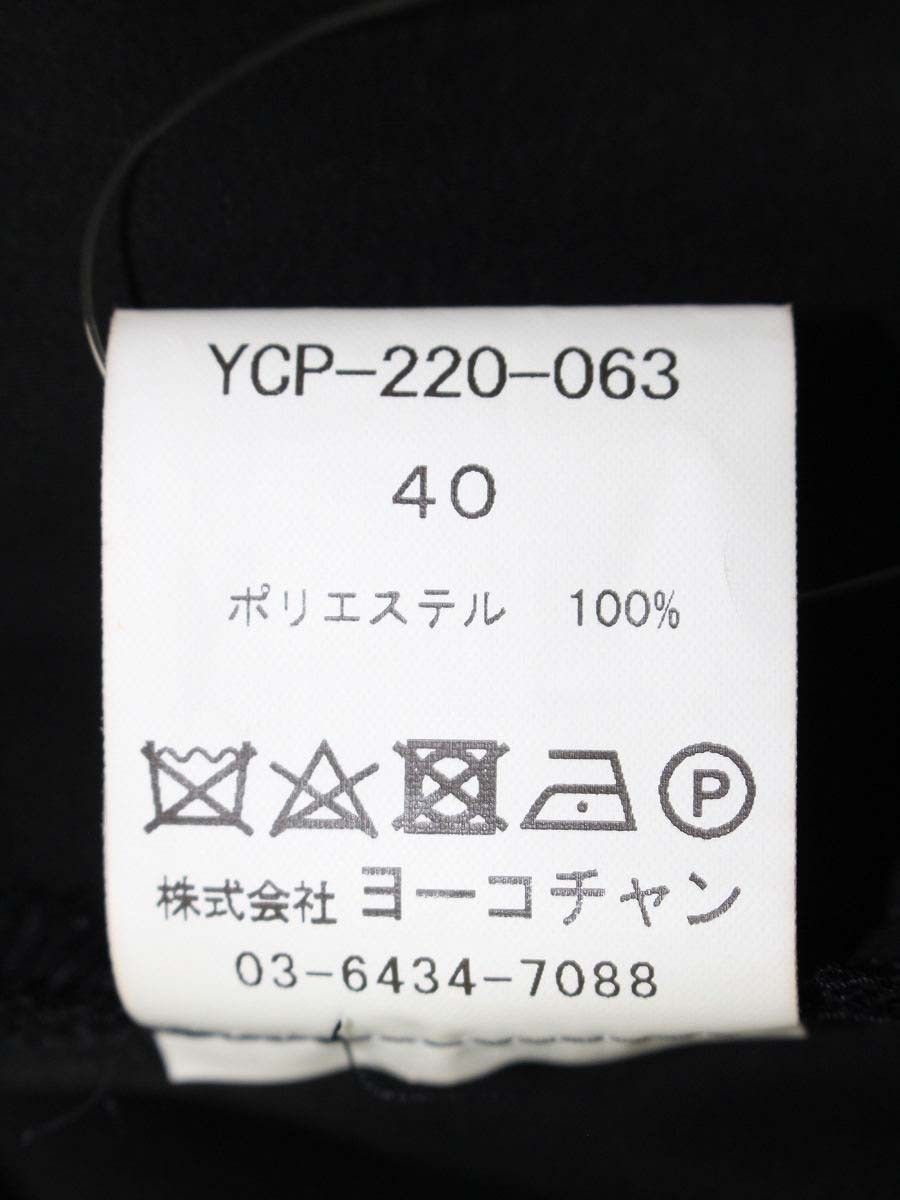 YCP-220-063
40
ポリエステル 100%
P
株式会社 ヨーコチャン
03-6434-7088